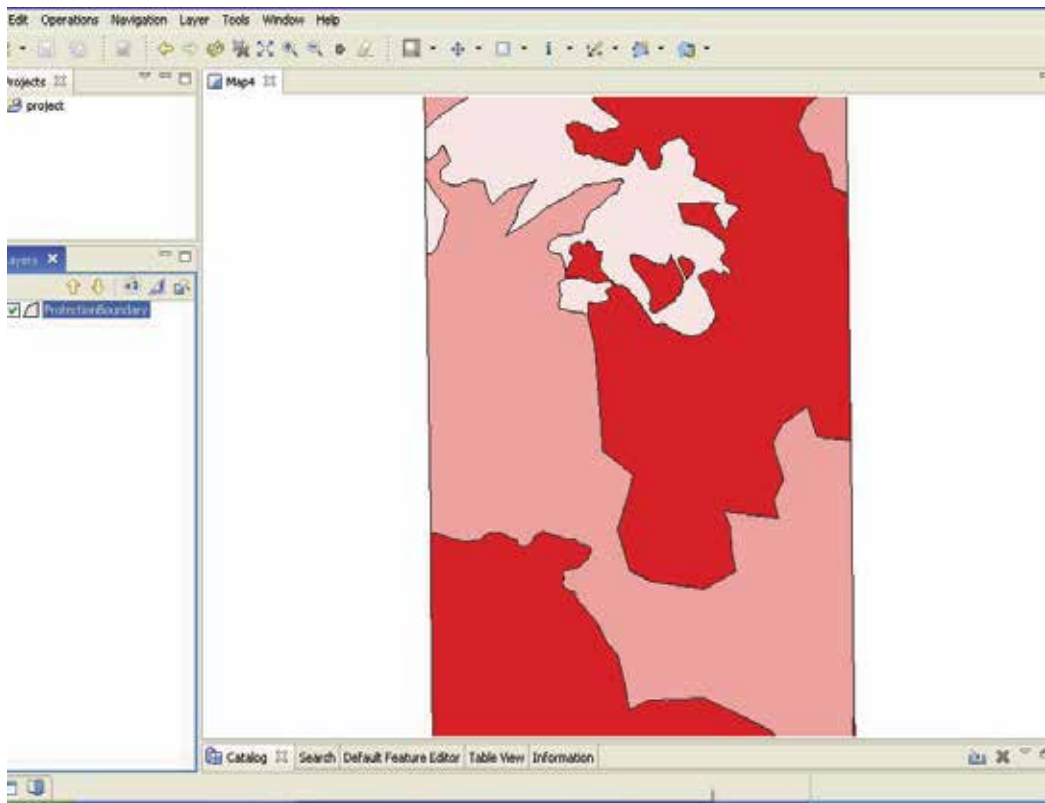 Edit Operations Navigation Layer Tools Window Help
rojects
Map4
project
ayers
ProtectionBoundary
Catalog Search Default Feature Editor Table View Information